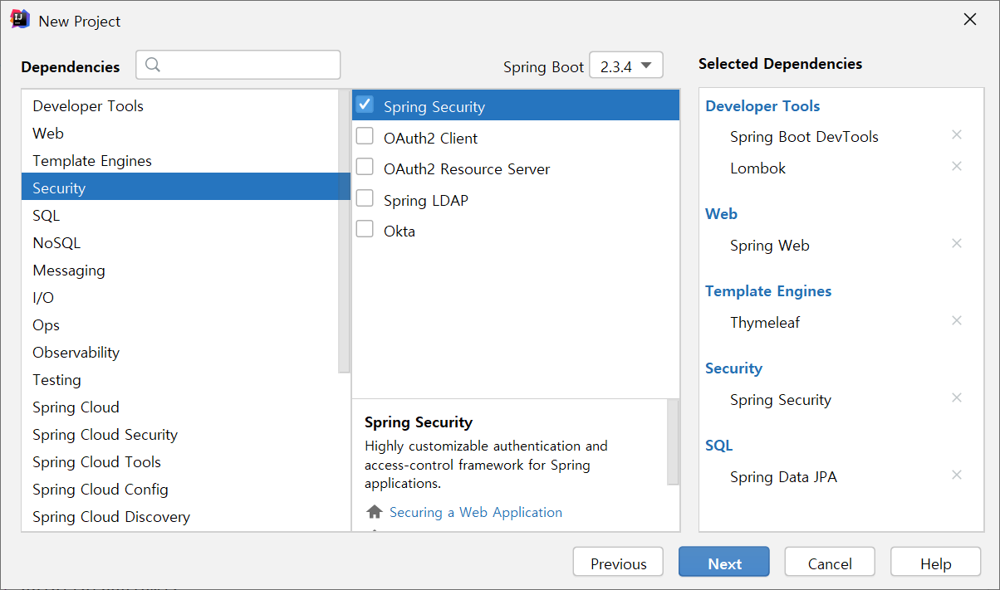 New Project
Dependencies
Spring Boot 2.3.4
Selected Dependencies
Developer Tools
Web
Template Engines
Security
SQL
NoSQL
Messaging
I/O
Ops
Observability
Testing
Spring Cloud
Spring Cloud Security
Spring Cloud Tools
Spring Cloud Config
Spring Cloud Discovery
Spring Security
OAuth2 Client
OAuth2 Resource Server
Spring LDAP
Okta
Spring Security
Highly customizable authentication and
access-control framework for Spring
applications.
Securing a Web Application
Developer Tools
Spring Boot DevTools
Lombok
Web
Spring Web
Template Engines
Thymeleaf
Security
Spring Security
SQL
Spring Data JPA
Previous
Next
Cancel
Help